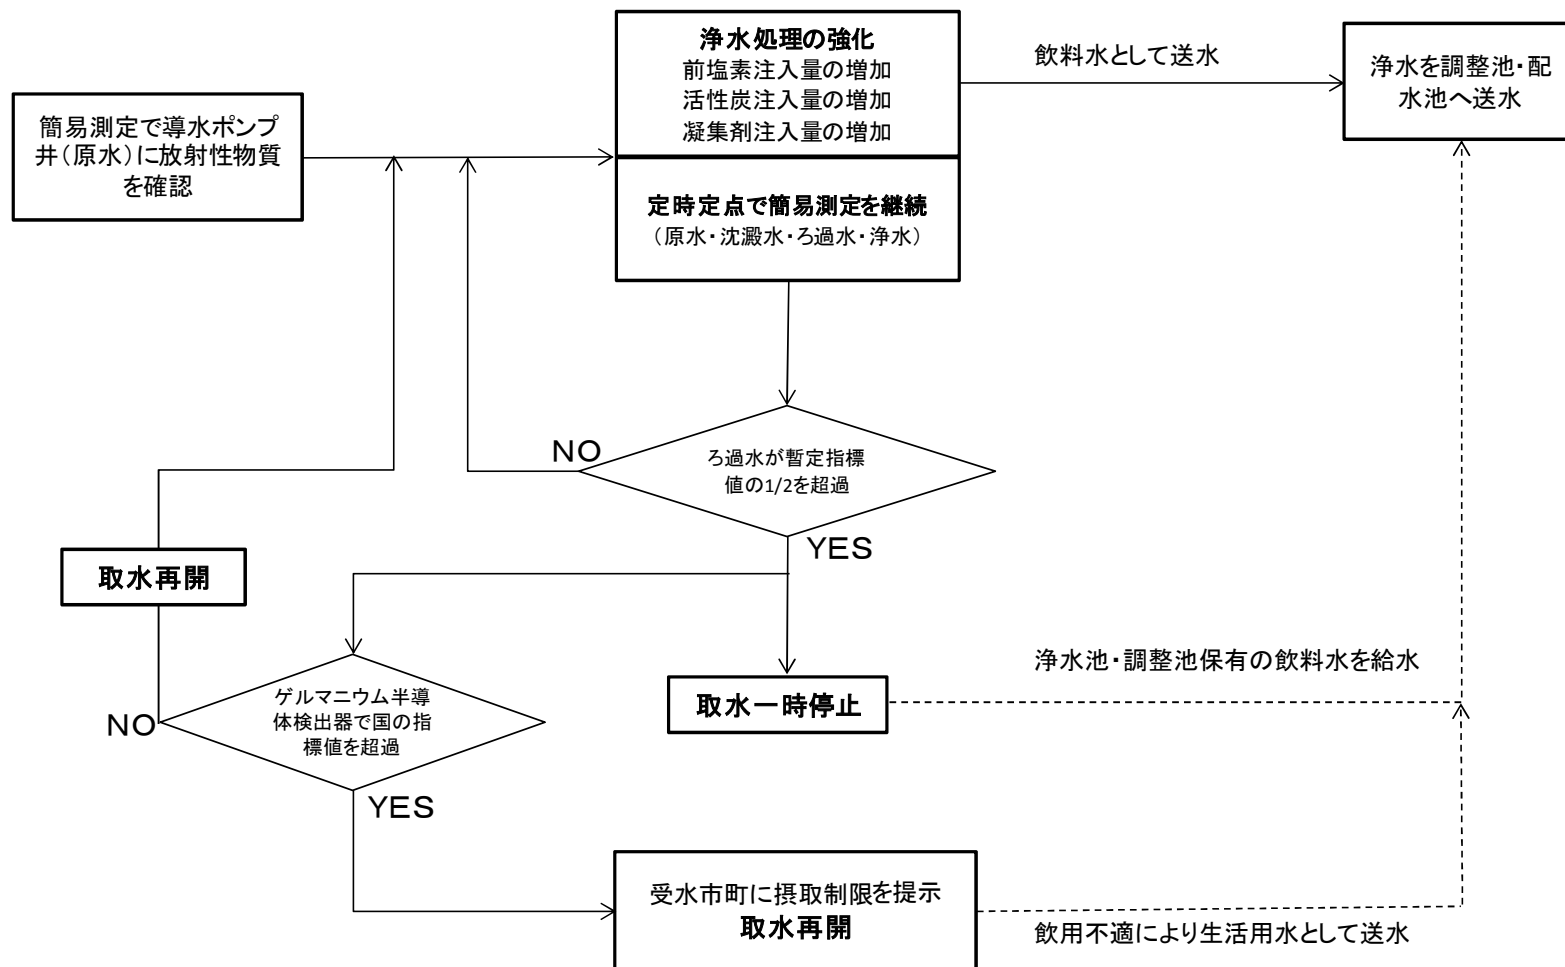 浄水処理の強化
前塩素注入量の増加
活性炭注入量の増加
凝集剤注入量の増加
飲料水として送水
浄水を調整池・配
水池へ送水
簡易測定で導水ポンプ
井(原水)に放射性物質
を確認
定時定点で簡易測定を継続
(原水・沈澱水・ろ過水・浄水)
NO
ろ過水が暫定指標
値の1/2を超過
YES
取水再開
浄水池・調整池保有の飲料水を給水
ゲルマニウム半導
体検出器で国の指
標値を超過
NO
取水一時停止
YES
受水市町に摂取制限を提示
取水再開
飲用不適により生活用水として送水